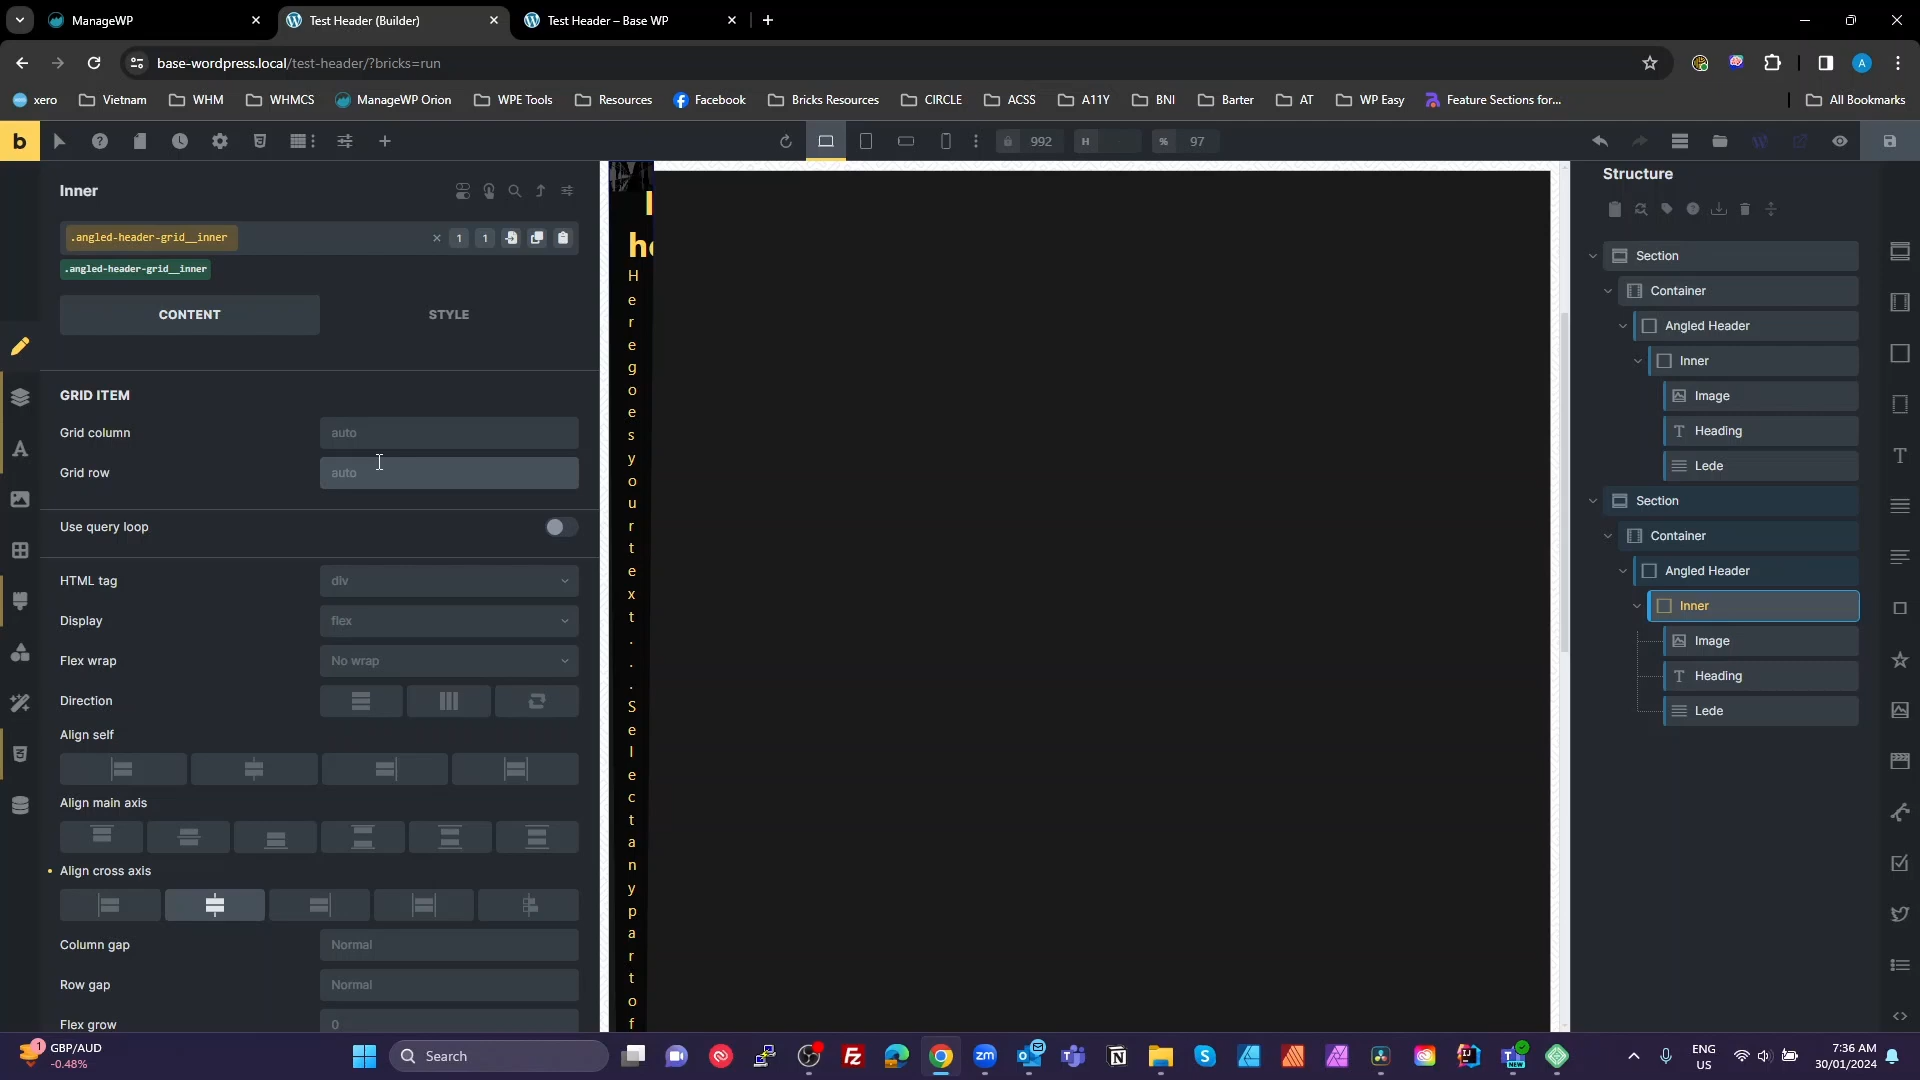 ManageWP
Test Header (Builder)
Test Header – Base WP
base-wordpress.local/test-header/?bricks=run
A
xero
Vietnam
WHM
WHMCS
ManageWP Orion
WPE Tools
Resources
Facebook
Bricks Resources
CIRCLE
ACSS
A11Y
BNI
Barter
AT
WP Easy
Feature Sections for...
All Bookmarks
b
992
H
%
97
Inner
.angled-header-grid__inner
1
1
.angled-header-grid__inner
CONTENT
STYLE
GRID ITEM
Grid column
auto
Grid row
auto
Use query loop
HTML tag
div
Display
flex
Flex wrap
No wrap
Direction
Align self
Align main axis
Align cross axis
Column gap
Normal
Row gap
Normal
Flex grow
0
H
e
r
e
g
o
e
s
y
o
u
r
t
e
x
t
.
.
.
S
e
l
e
c
t
a
n
y
p
a
r
t
o
f
Structure
Section
Container
Angled Header
Inner
Image
Heading
Lede
Section
Container
Angled Header
Inner
Image
Heading
Lede
1
GBP/AUD
-0.48%
Search
ENG
US
7:36 AM
30/01/2024